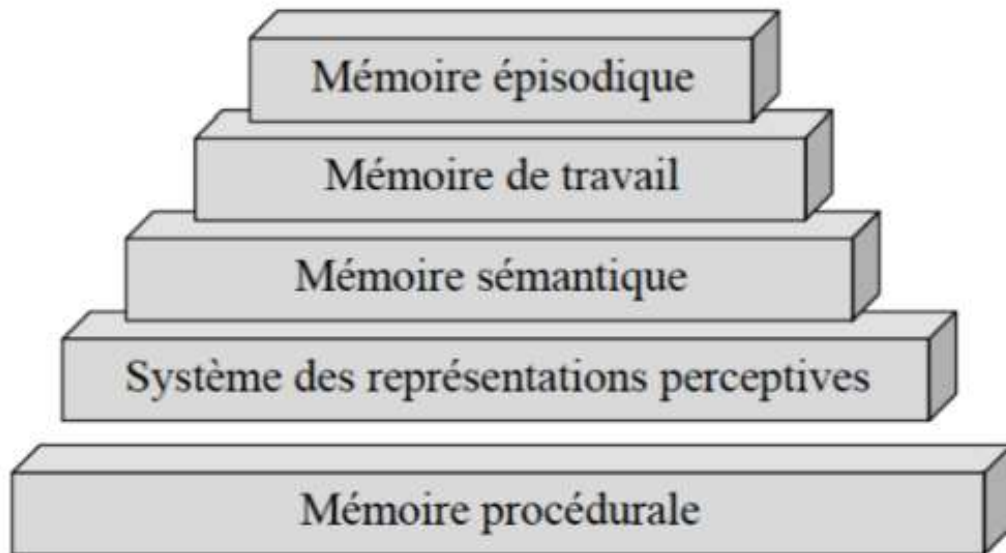 Mémoire épisodique
Mémoire de travail
Mémoire sémantique
Système des représentations perceptives
Mémoire procédurale